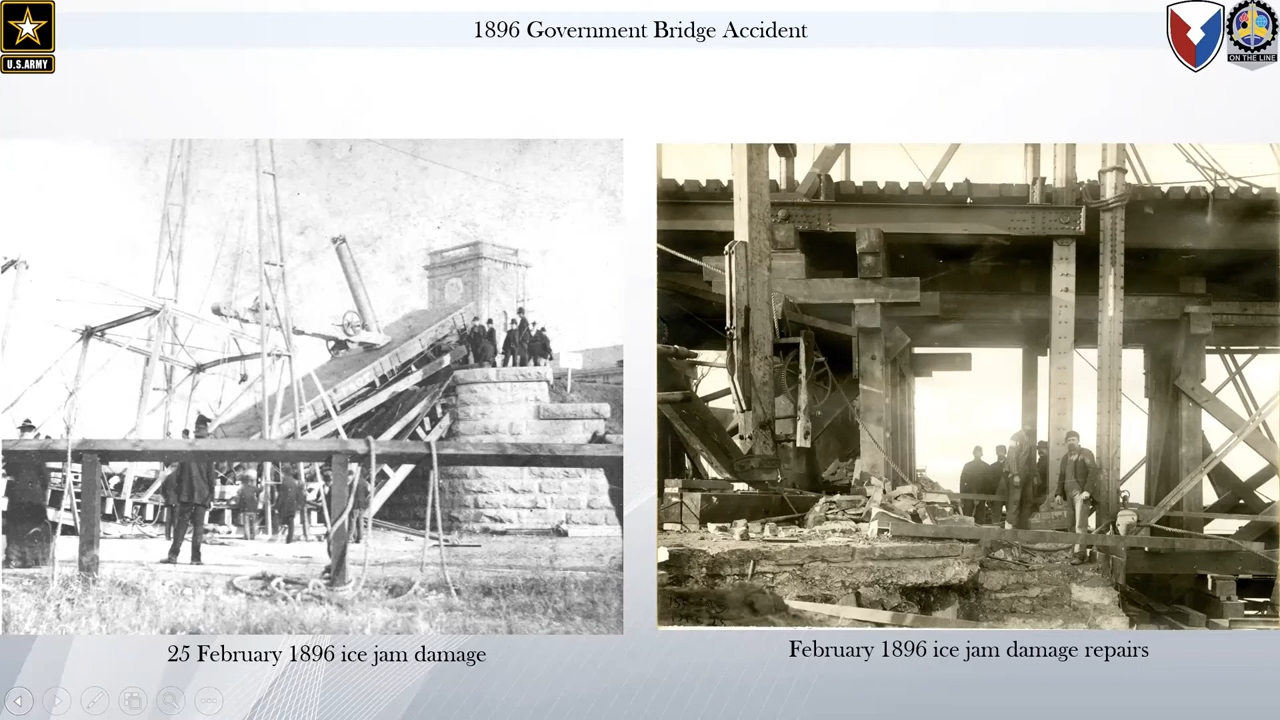 1896 Government Bridge Accident
U.S.ARMY
ON THE LINE
25 February 1896 ice jam damage
February 1896 ice jam damage repairs